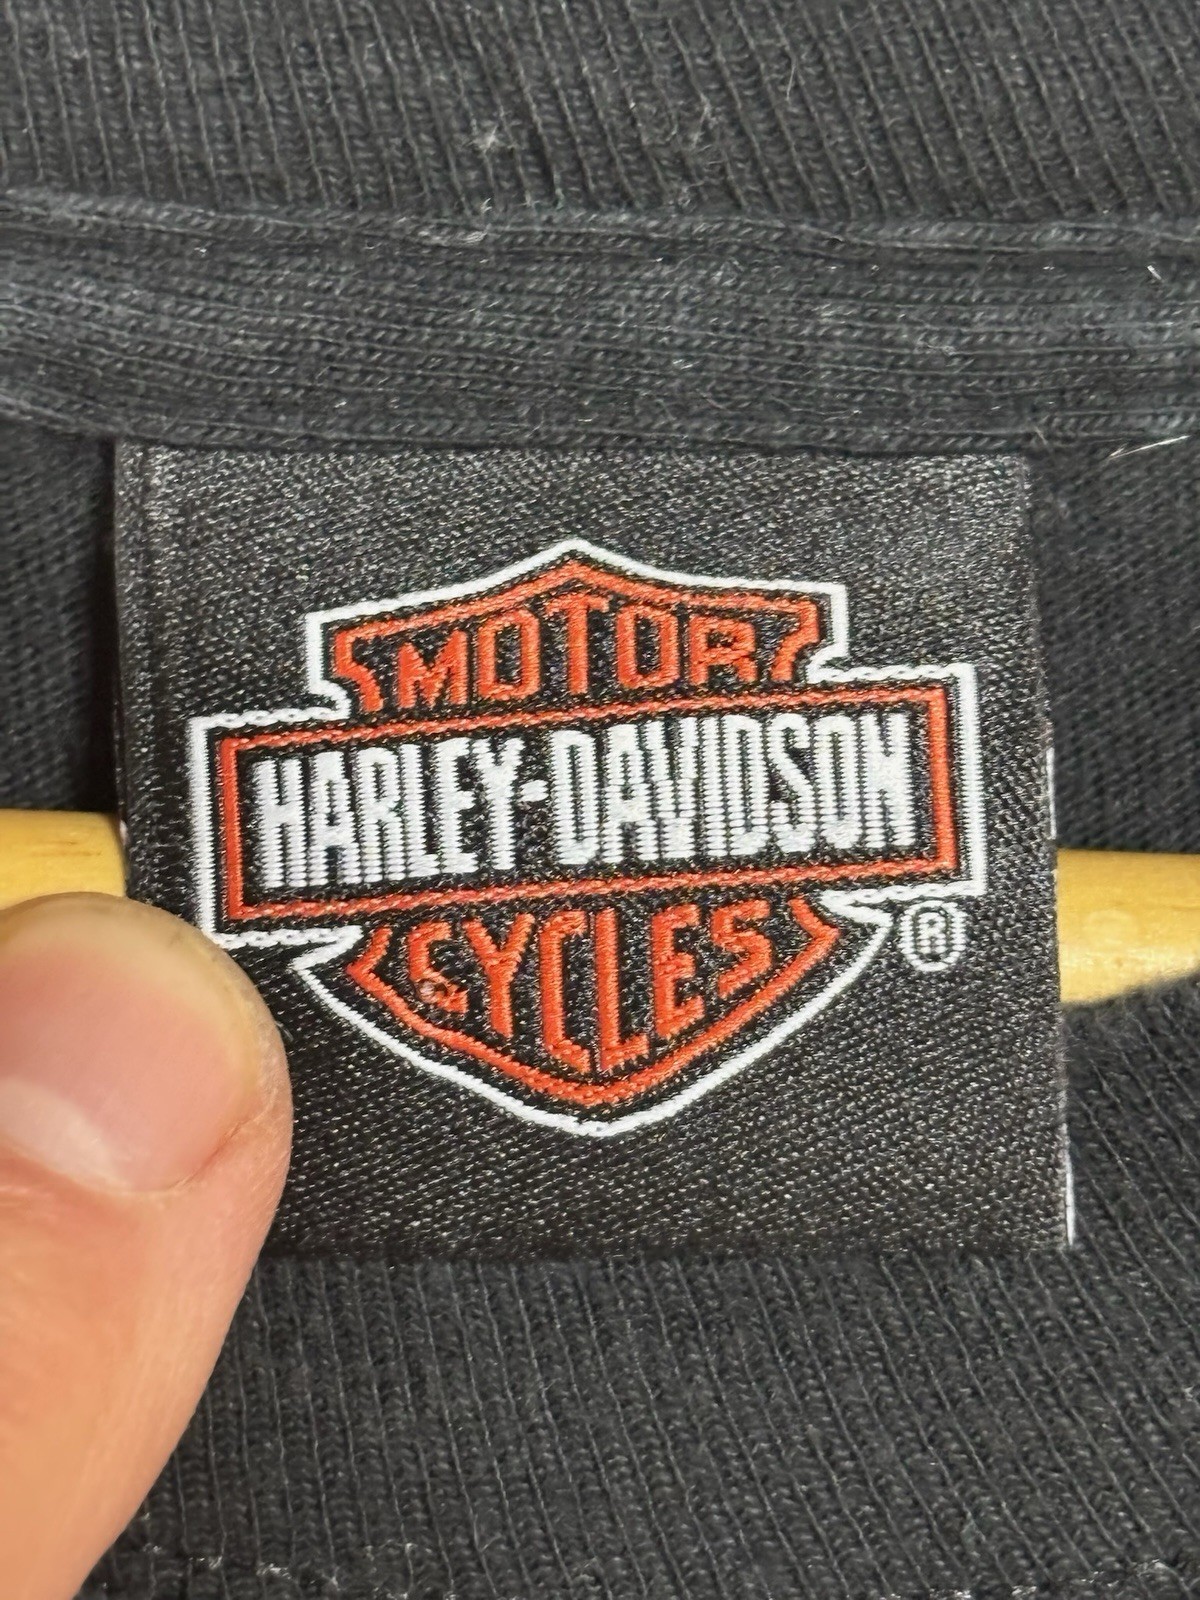 MOTOR
HARLEY-DAVIDSON
CYCLES
®